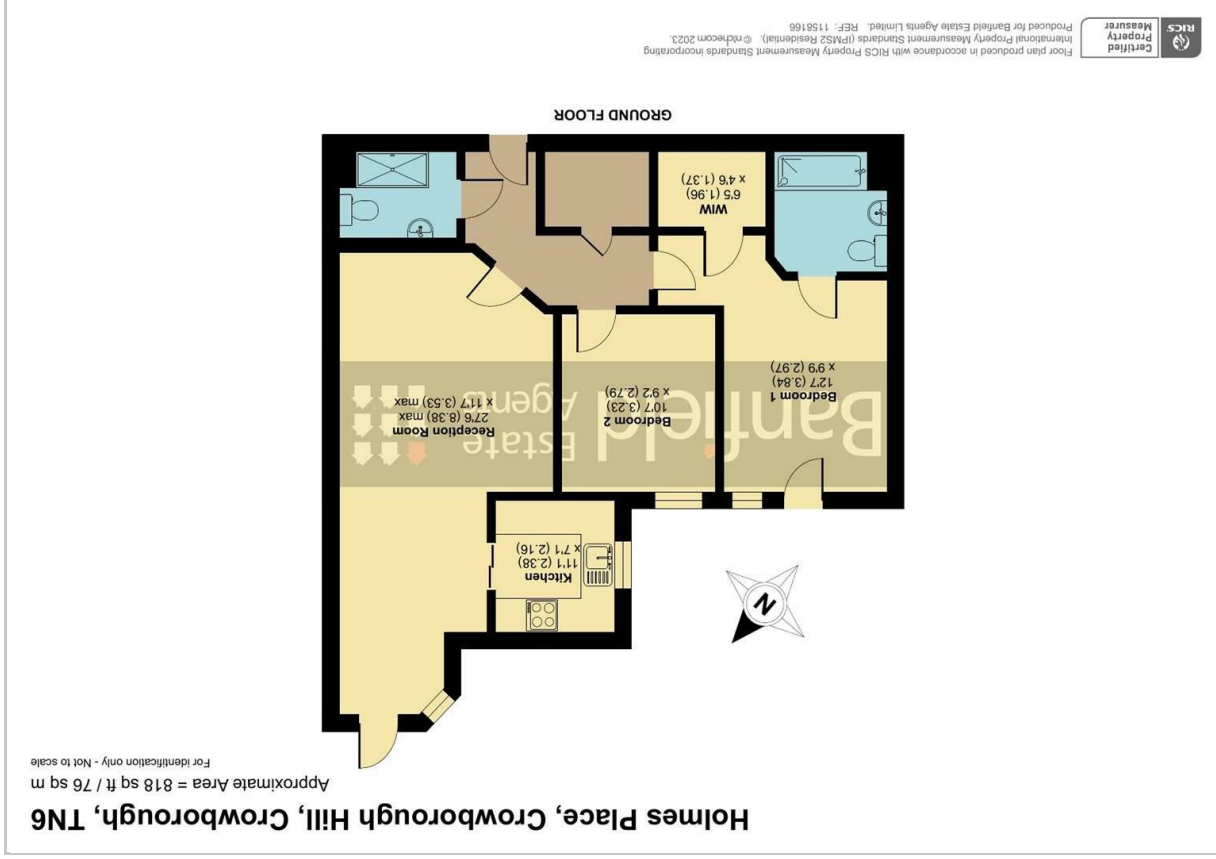 Holmes Place, Crowborough Hill, Crowborough, TN6
Approximate Area = 818 sq ft / 76 sq m
For identification only - Not to scale
N
Kitchen
11'1 (2.38)
x 7'1 (2.16)
Reception Room
27'6 (8.38) max
x 11'7 (3.53) max
Bedroom 2
10'7 (3.23)
x 9'2 (2.79)
Bedroom 1
12'7 (3.84)
x 9'9 (2.97)
Banfield
Estate
Agents
WIW
6'5 (1.96)
x 4'6 (1.37)
GROUND FLOOR
RICS
Certified
Property
Measurer
Floor plan produced in accordance with RICS Property Measurement Standards incorporating
International Property Measurement Standards (IPMS2 Residential). © nichecom 2023.
Produced for Banfield Estate Agents Limited. REF: 1158166